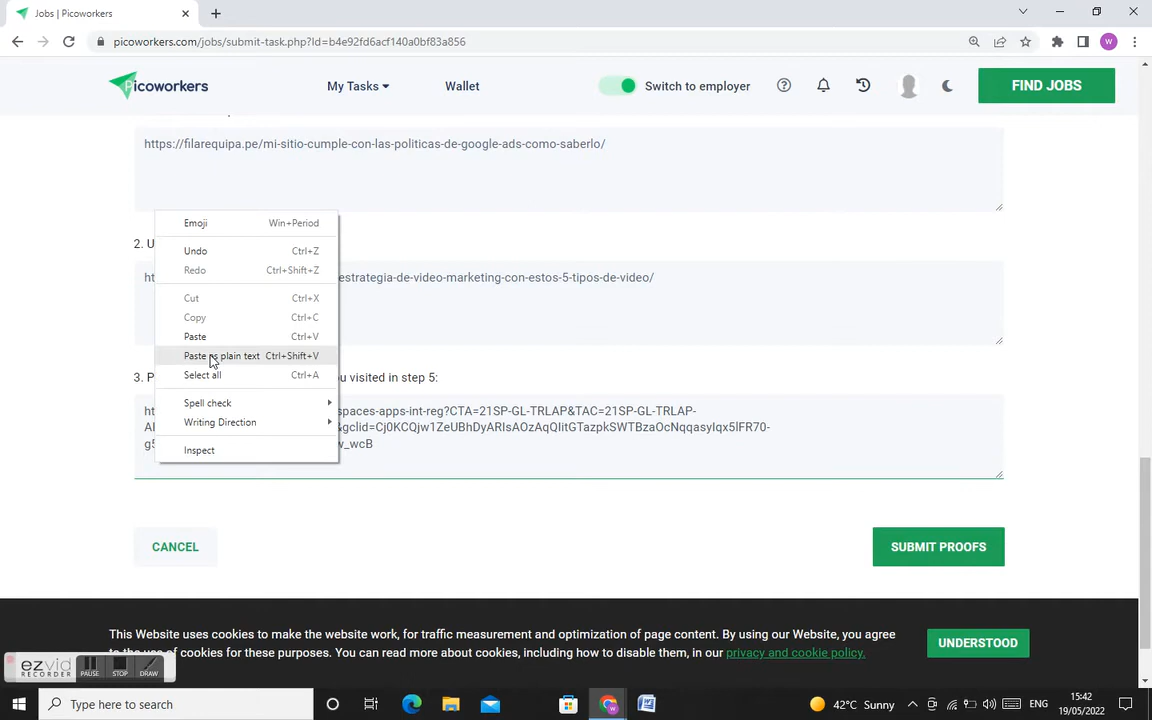 Jobs | Picoworkers
picoworkers.com/jobs/submit-task.php?Id=b4e92fd6acf140a0bf83a856
W
Picoworkers
My Tasks
Wallet
Switch to employer
FIND JOBS
https://filarequipa.pe/mi-sitio-cumple-con-las-politicas-de-google-ads-como-saberlo/
Emoji Win+Period
2. U
Undo Ctrl+Z
Redo Ctrl+Shift+Z
ht estrategia-de-video-marketing-con-estos-5-tipos-de-video/
Cut Ctrl+X
Copy Ctrl+C
Paste Ctrl+V
Paste as plain text Ctrl+Shift+V
Select all Ctrl+A
3. P u visited in step 5:
Spell check
ht spaces-apps-int-reg?CTA=21SP-GL-TRLAP&TAC=21SP-GL-TRLAP-
Writing Direction
&gclid=Cj0KCQjw1ZeUBhDyARIsAOzAqQIitGTazpkSWTBzaOcNqqasyIqx5lFR70-
w_wcB
Inspect
CANCEL
SUBMIT PROOFS
This Website uses cookies to make the website work, for traffic measurement and optimization of page content. By using our Website, you agree
use of cookies for these purposes. You can read more about cookies, including how to disable them, in our privacy and cookie policy.
UNDERSTOOD
ezvid
RECORDER
PAUSE
STOP
DRAW
Type here to search
42°C Sunny
ENG
15:42
19/05/2022